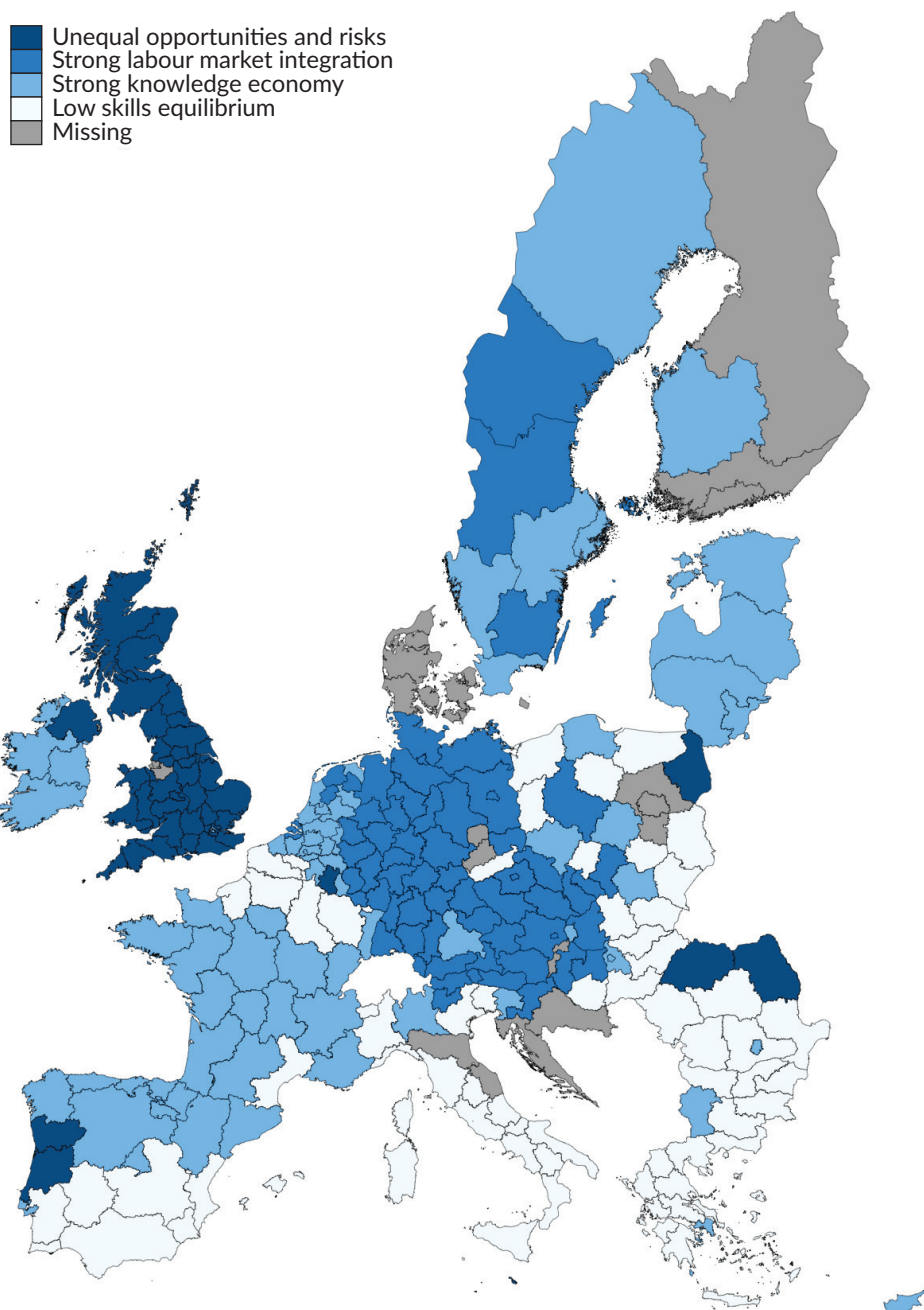 Unequal opportunities and risks
Strong labour market integration
Strong knowledge economy
Low skills equilibrium
Missing